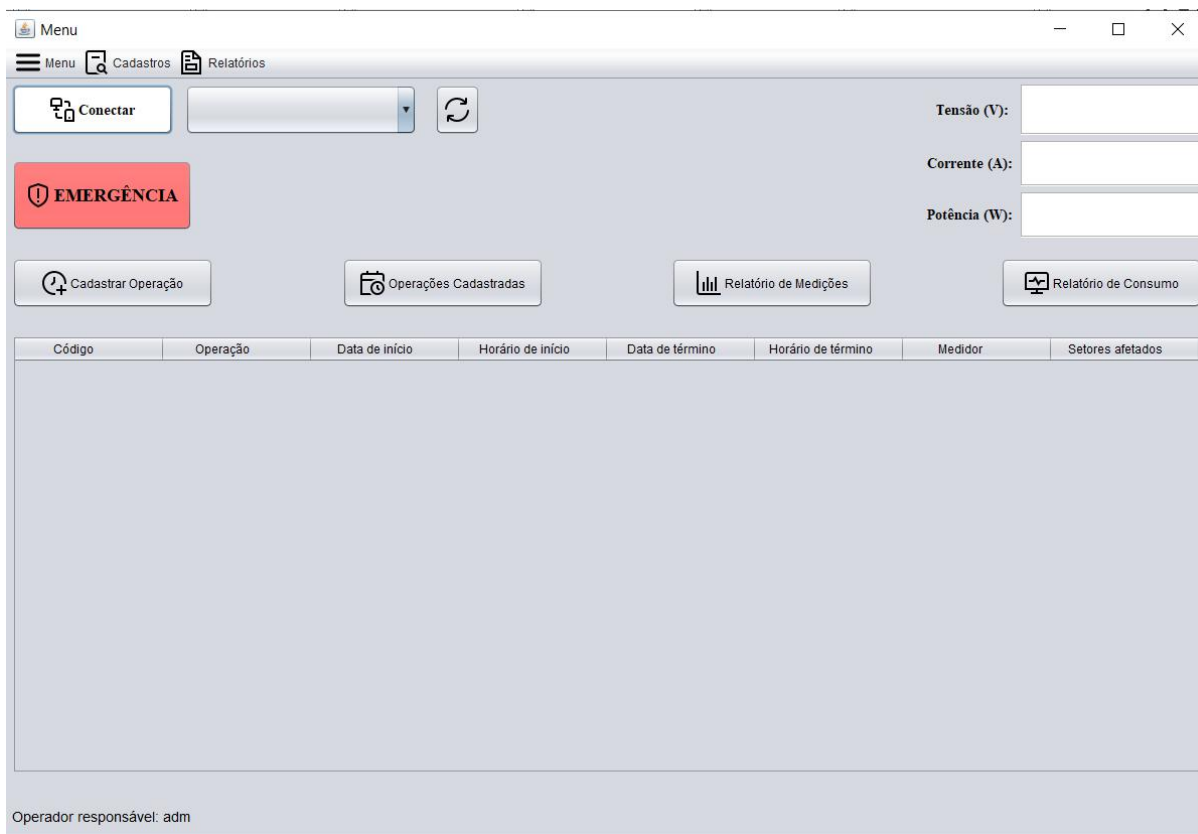 Menu
Menu Cadastros Relatórios
Conectar
Tensão (V):
Corrente (A):
EMERGÊNCIA
Potência (W):
Cadastrar Operação Operações Cadastradas Relatório de Medições Relatório de Consumo
Código Operação Data de início Horário de início Data de término Horário de término Medidor Setores afetados
Operador responsável: adm